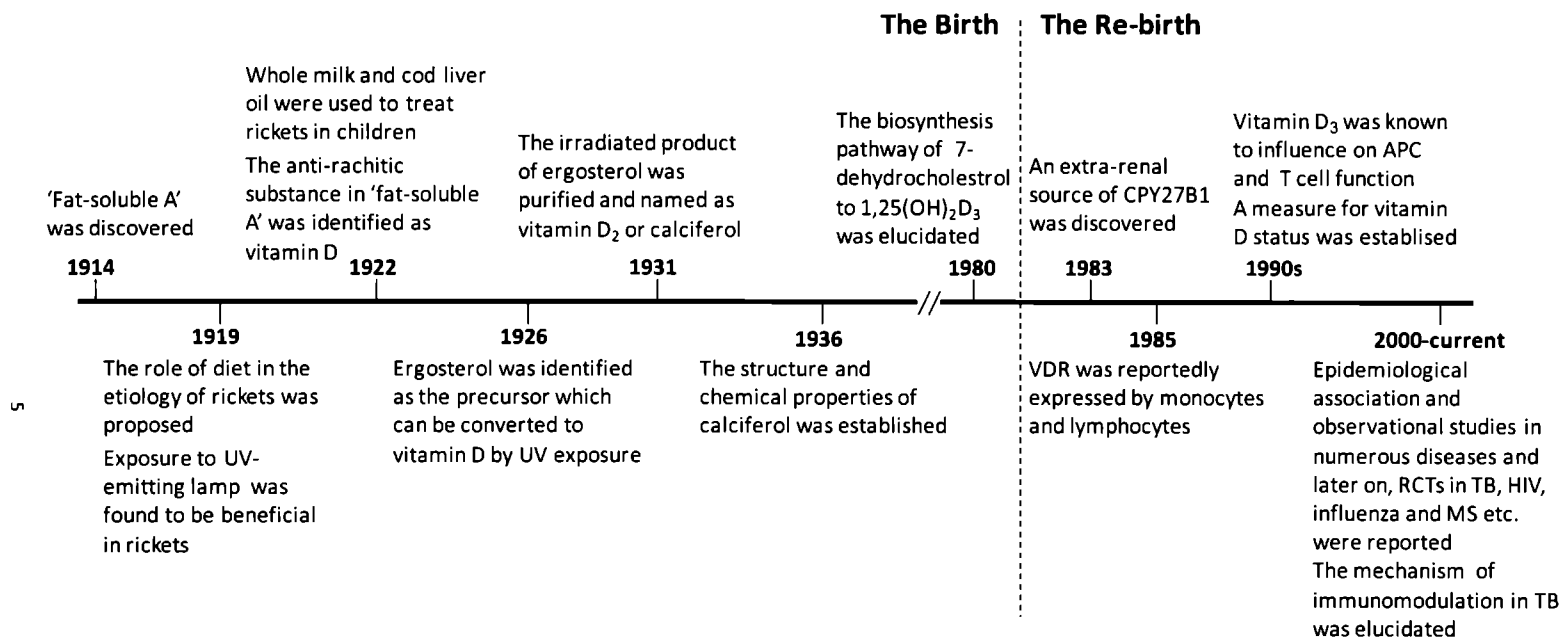 The Birth
The Re-birth
'Fat-soluble A'
was discovered
1914
Whole milk and cod liver
oil were used to treat
rickets in children
The anti-rachitic
substance in 'fat-soluble
A' was identified as
vitamin D
1922
The irradiated product
of ergosterol was
purified and named as
vitamin D₂ or calciferol
1931
The biosynthesis
pathway of 7-
dehydrocholestrol
to 1,25(OH)₂D₃
was elucidated
1980
An extra-renal
source of CPY27B1
was discovered
1983
Vitamin D₃ was known
to influence on APC
and T cell function
A measure for vitamin
D status was establised
1990s
//
1919
The role of diet in the
etiology of rickets was
proposed
Exposure to UV-
emitting lamp was
found to be beneficial
in rickets
1926
Ergosterol was identified
as the precursor which
can be converted to
vitamin D by UV exposure
1936
The structure and
chemical properties of
calciferol was established
1985
VDR was reportedly
expressed by monocytes
and lymphocytes
2000-current
Epidemiological
association and
observational studies in
numerous diseases and
later on, RCTs in TB, HIV,
influenza and MS etc.
were reported
The mechanism of
immunomodulation in TB
was elucidated
5